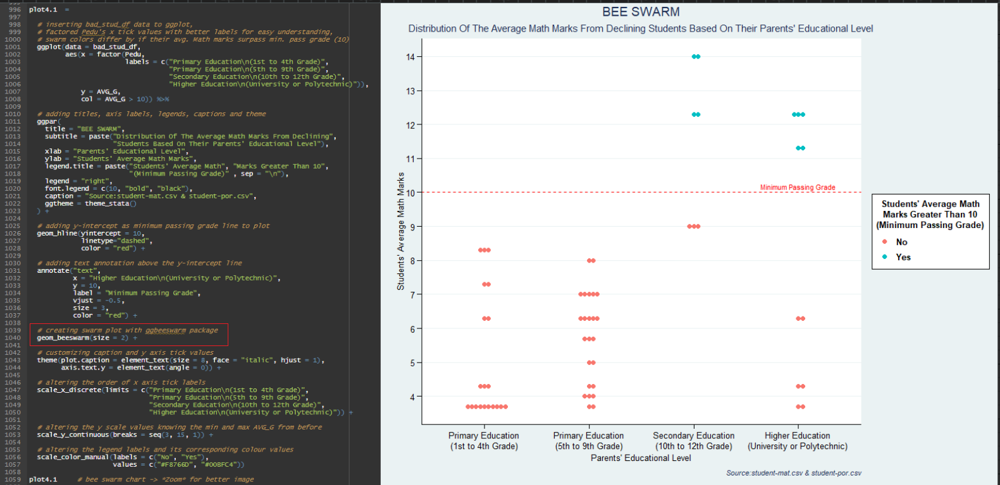 996 plot4.1 =
997
998 # inserting bad_stud_df data to ggplot,
999 # factored Pedu's x tick values with better labels for easy understanding,
1000 # swarm colors differ by if their avg. Math marks surpass min. pass grade (10)
1001 ggplot(data = bad_stud_df,
1002 aes(x = factor(Pedu,
1003 labels = c("Primary Education\n(1st to 4th Grade)",
1004 "Primary Education\n(5th to 9th Grade)",
1005 "Secondary Education\n(10th to 12th Grade)",
1006 "Higher Education\n(University or Polytechnic)")),
1007 y = AVG_G,
1008 col = AVG_G > 10)) %>%
1009
1010 # adding titles, axis labels, legends, captions and theme
1011 ggpar(
1012 title = "BEE SWARM",
1013 subtitle = paste("Distribution Of The Average Math Marks From Declining",
1014 "Students Based On Their Parents' Educational Level"),
1015 xlab = "Parents' Educational Level",
1016 ylab = "Students' Average Math Marks",
1017 legend.title = paste("Students' Average Math", "Marks Greater Than 10",
1018 "(Minimum Passing Grade)" , sep = "\n"),
1019 legend = "right",
1020 font.legend = c(10, "bold", "black"),
1021 caption = "Source:student-mat.csv & student-por.csv",
1022 ggtheme = theme_stata()
1023 ) +
1024
1025 # adding y-intercept as minimum passing grade line to plot
1026 geom_hline(yintercept = 10,
1027 linetype="dashed",
1028 color = "red") +
1029
1030 # adding text annotation above the y-intercept line
1031 annotate("text",
1032 x = "Higher Education\n(University or Polytechnic)",
1033 y = 10,
1034 label = "Minimum Passing Grade",
1035 vjust = -0.5,
1036 size = 3,
1037 color = "red") +
1038
1039 # creating swarm plot with ggbeeswarm package
1040 geom_beeswarm(size = 2) +
1041
1042 # customizing caption and y axis tick values
1043 theme(plot.caption = element_text(size = 8, face = "italic", hjust = 1),
1044 axis.text.y = element_text(angle = 0)) +
1045
1046 # altering the order of x axis tick labels
1047 scale_x_discrete(limits = c("Primary Education\n(1st to 4th Grade)",
1048 "Primary Education\n(5th to 9th Grade)",
1049 "Secondary Education\n(10th to 12th Grade)",
1050 "Higher Education\n(University or Polytechnic)")) +
1051
1052 # altering the y scale values knowing the min and max AVG_G from before
1053 scale_y_continuous(breaks = seq(3, 15, 1)) +
1054
1055 # altering the legend labels and its corresponding colour values
1056 scale_color_manual(labels = c("No", "Yes"),
1057 values = c("#F8766D", "#00BFC4"))
1058
1059 plot4.1 # bee swarm chart -> *Zoom* for better image
BEE SWARM
Distribution Of The Average Math Marks From Declining Students Based On Their Parents' Educational Level
Students' Average Math Marks
14
13
12
11
10
9
8
7
6
5
4
Minimum Passing Grade
Primary Education
(1st to 4th Grade)
Primary Education
(5th to 9th Grade)
Secondary Education
(10th to 12th Grade)
Higher Education
(University or Polytechnic)
Parents' Educational Level
Source:student-mat.csv & student-por.csv
Students' Average Math
Marks Greater Than 10
(Minimum Passing Grade)
No
Yes